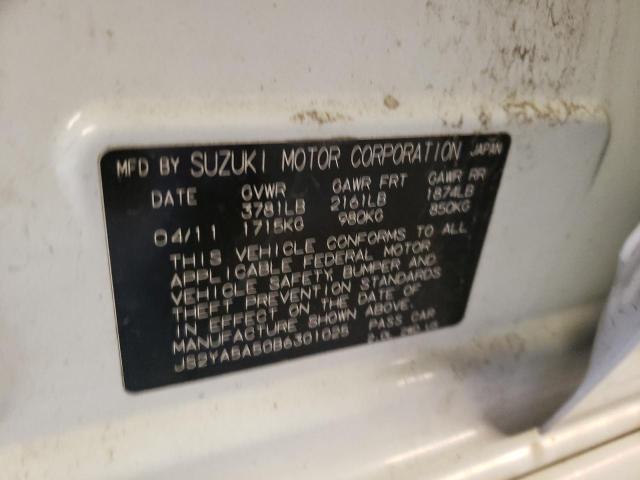 MFD BY SUZUKI MOTOR CORPORATION JAPAN
DATE GVWR GAWR FRT GAWR RR
3781LB 2161LB 1874LB
04/11 1715KG 980KG 850KG
THIS VEHICLE CONFORMS TO ALL
APPLICABLE FEDERAL MOTOR
VEHICLE SAFETY, BUMPER AND
THEFT PREVENTION STANDARDS
IN EFFECT ON THE DATE OF
MANUFACTURE SHOWN ABOVE.
JS2YA5A50B6301025 PASS CAR